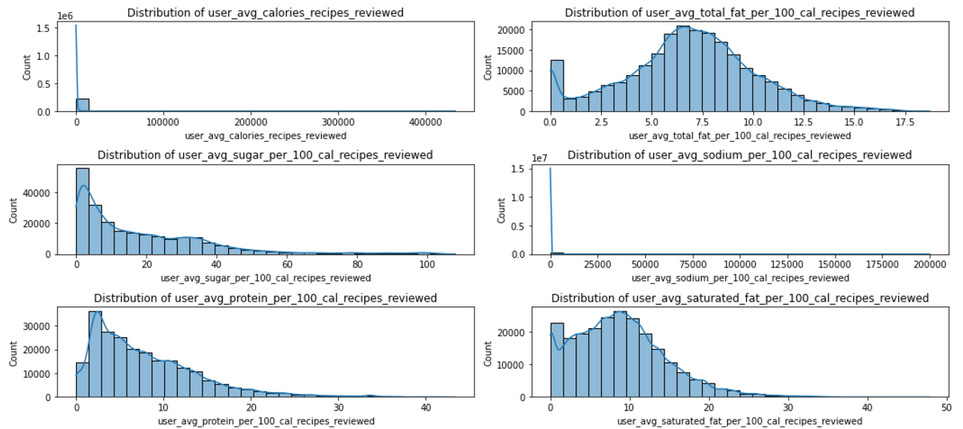 Distribution of user_avg_calories_recipes_reviewed
1e6
1.5
1.0
0.5
0.0
Count
0 100000 200000 300000 400000
user_avg_calories_recipes_reviewed
Distribution of user_avg_total_fat_per_100_cal_recipes_reviewed
20000
15000
10000
5000
0
Count
0.0 2.5 5.0 7.5 10.0 12.5 15.0 17.5
user_avg_total_fat_per_100_cal_recipes_reviewed
Distribution of user_avg_sugar_per_100_cal_recipes_reviewed
40000
20000
0
Count
0 20 40 60 80 100
user_avg_sugar_per_100_cal_recipes_reviewed
Distribution of user_avg_sodium_per_100_cal_recipes_reviewed
1e7
1.5
1.0
0.5
0.0
Count
0 25000 50000 75000 100000 125000 150000 175000 200000
user_avg_sodium_per_100_cal_recipes_reviewed
Distribution of user_avg_protein_per_100_cal_recipes_reviewed
30000
20000
10000
0
Count
0 10 20 30 40
user_avg_protein_per_100_cal_recipes_reviewed
Distribution of user_avg_saturated_fat_per_100_cal_recipes_reviewed
20000
10000
0
Count
0 10 20 30 40 50
user_avg_saturated_fat_per_100_cal_recipes_reviewed